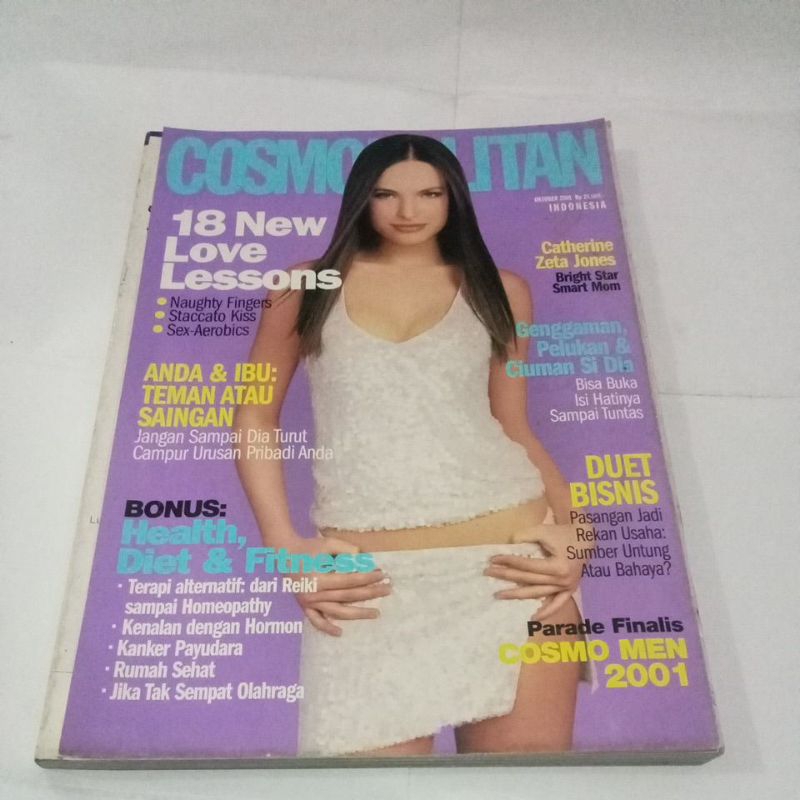 COSMOPOLITAN
OKTOBER 2001
INDONESIA
18 New
Love
Lessons
Naughty Fingers
Staccato Kiss
Sex-Aerobics
Catherine
Zeta Jones
Bright Star
Smart Mom
Genggaman,
Pelukan &
Ciuman Si Dia
Bisa Buka
Isi Hatinya
Sampai Tuntas
ANDA & IBU:
TEMAN ATAU
SAINGAN
Jangan Sampai Dia Turut
Campur Urusan Pribadi Anda
DUET
BISNIS
Pasangan Jadi
Rekan Usaha:
Sumber Untung
Atau Bahaya?
BONUS:
Health,
Diet & Fitness
· Terapi alternatif: dari Reiki
sampai Homeopathy
· Kenalan dengan Hormon
· Kanker Payudara
· Rumah Sehat
· Jika Tak Sempat Olahraga
Parade Finalis
COSMO MEN
2001